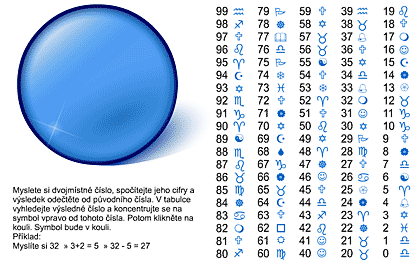 Myslete si dvojmístné číslo, spočítejte jeho cifry a
výsledek odečtěte od původního čísla. V tabulce
vyhledejte výsledné číslo a koncentrujte se na
symbol vpravo od tohoto čísla. Potom klikněte na
kouli. Symbol bude v kouli.
Příklad:
Myslíte si 32 » 3+2 = 5 » 32 - 5 = 27
99 79 59 39 19
98 78 58 38 18
97 77 57 37 17
96 76 56 36 16
95 75 55 35 15
94 74 54 34 14
93 73 53 33 13
92 72 52 32 12
91 71 51 31 11
90 70 50 30 10
89 69 49 29 9
88 68 48 28 8
87 67 47 27 7
86 66 46 26 6
85 65 45 25 5
84 64 44 24 4
83 63 43 23 3
82 62 42 22 2
81 61 41 21 1
80 60 40 20 0